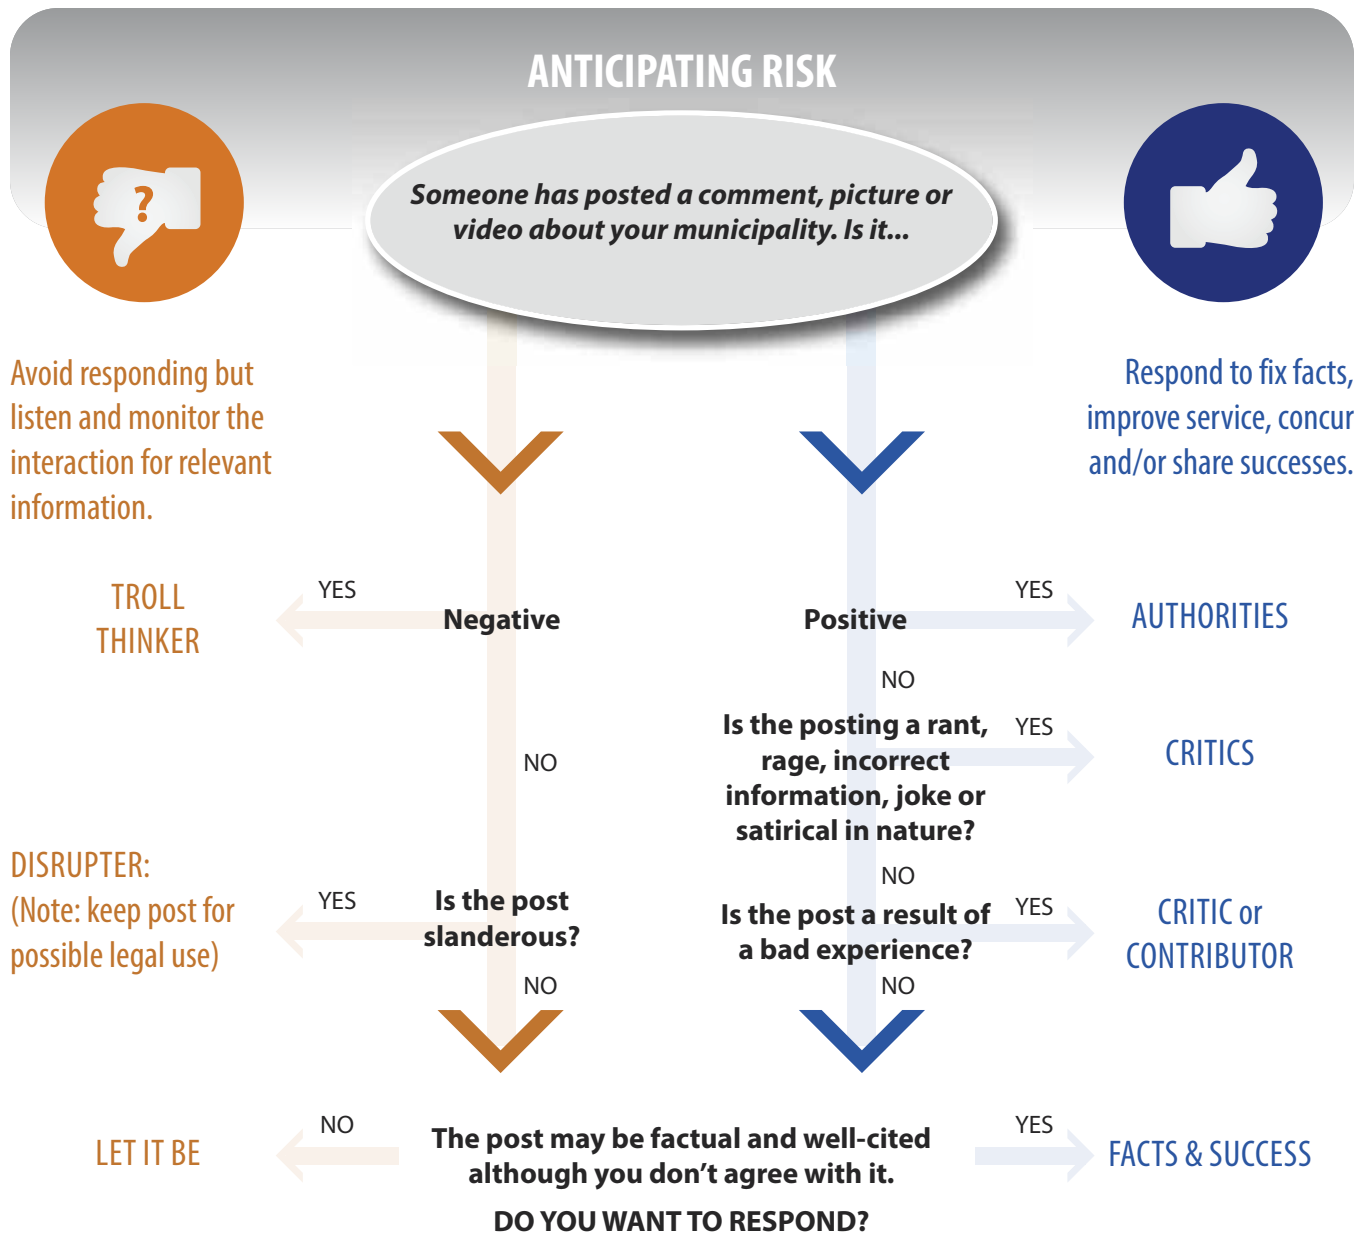 ANTICIPATING RISK
?
Someone has posted a comment, picture or
video about your municipality. Is it...
Avoid responding but
listen and monitor the
interaction for relevant
information.
Respond to fix facts,
improve service, concur
and/or share successes.
TROLL
THINKER
YES
Negative
Positive
YES
AUTHORITIES
NO
NO
Is the posting a rant,
rage, incorrect
information, joke or
satirical in nature?
YES
CRITICS
DISRUPTER:
(Note: keep post for
possible legal use)
YES
Is the post
slanderous?
NO
NO
Is the post a result of
a bad experience?
YES
CRITIC or
CONTRIBUTOR
NO
LET IT BE
NO
The post may be factual and well-cited
although you don’t agree with it.
DO YOU WANT TO RESPOND?
YES
FACTS & SUCCESS